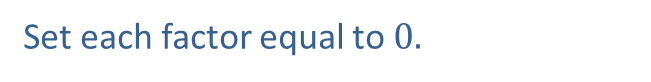 Set each factor equal to 0.